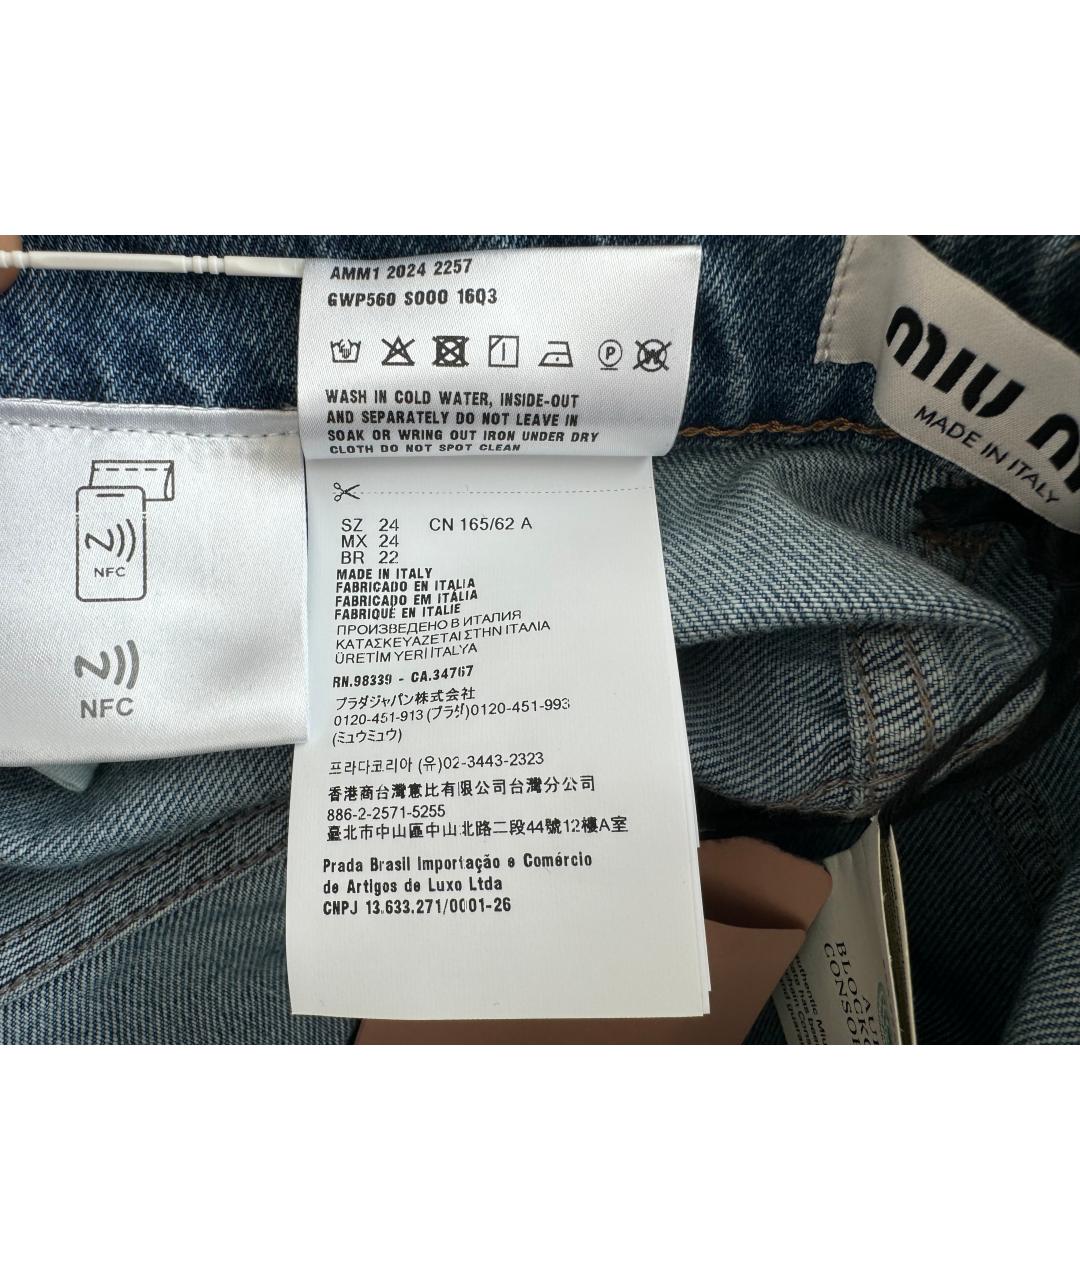 AMM1 2024 2257
GWP560 S000 16Q3
P
W
WASH IN COLD WATER, INSIDE-OUT
AND SEPARATELY DO NOT LEAVE IN
SOAK OR WRING OUT IRON UNDER DRY
CLOTH DO NOT SPOT CLEAN
SZ 24 CN 165/62 A
MX 24
BR 22
MADE IN ITALY
FABRICADO EN ITALIA
FABRICADO EM ITÁLIA
FABRIQUÉ EN ITALIE
ПРОИЗВЕДЕНО В ИТАЛИЯ
ΚΑΤΑΣΚΕΥΑΖΕΤΑΙ ΣΤΗΝ ΙΤΑΛΙΑ
ÜRETİM YERİ İTALYA
RN.98339 - CA.34767
プラダジャパン株式会社
0120-451-913 (プラダ)0120-451-993
(ミュウミュウ)
프라다코리아 (유)02-3443-2323
香港商台灣意比有限公司台灣分公司
886-2-2571-5255
臺北市中山區中山北路二段44號12樓A室
Prada Brasil Importação e Comércio
de Artigos de Luxo Ltda
CNPJ 13.633.271/0001-26
NFC
NFC
MIU
MADE IN ITALY
BLOCK
CONSO